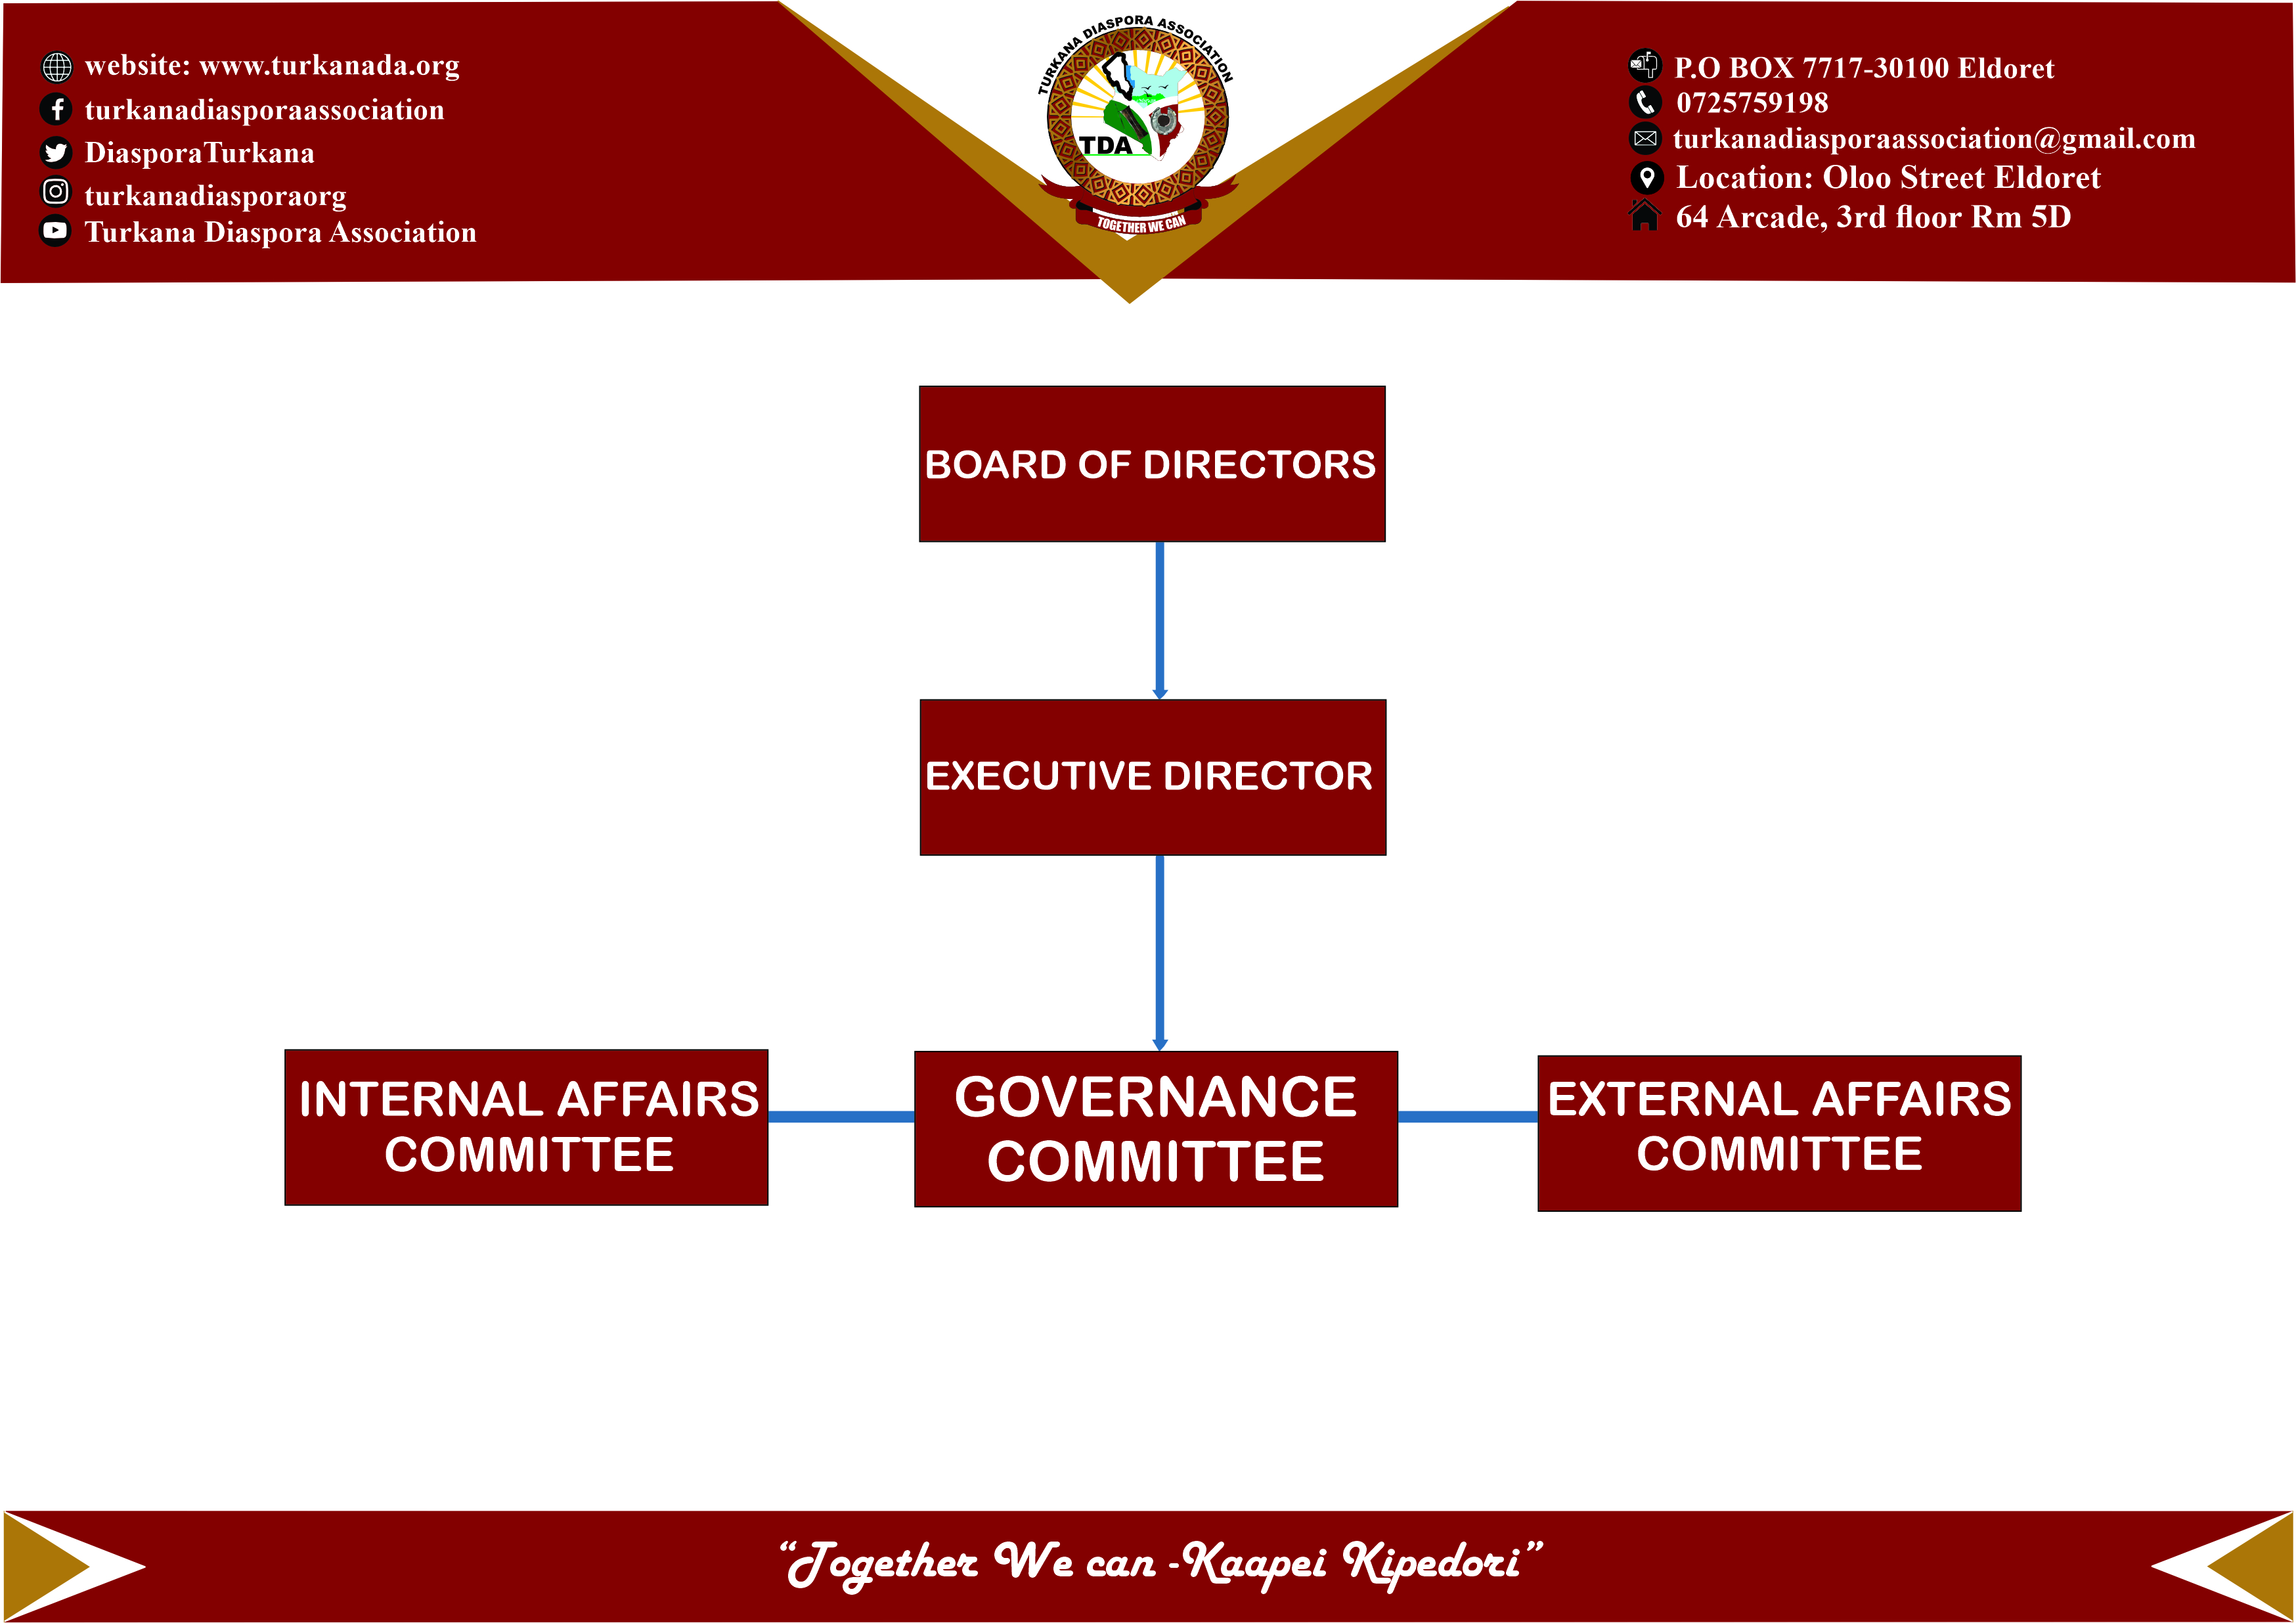 website: www.turkanada.org
turkanadiasporaassociation
DiasporaTurkana
turkanadiasporaorg
Turkana Diaspora Association
TURKANA DIASPORA ASSOCIATION
TDA
TOGETHER WE CAN
P.O BOX 7717-30100 Eldoret
0725759198
turkanadiasporaassociation@gmail.com
Location: Oloo Street Eldoret
64 Arcade, 3rd floor Rm 5D
BOARD OF DIRECTORS
EXECUTIVE DIRECTOR
INTERNAL AFFAIRS
COMMITTEE
GOVERNANCE
COMMITTEE
EXTERNAL AFFAIRS
COMMITTEE
“Together We can -Kaapei Kipedori”